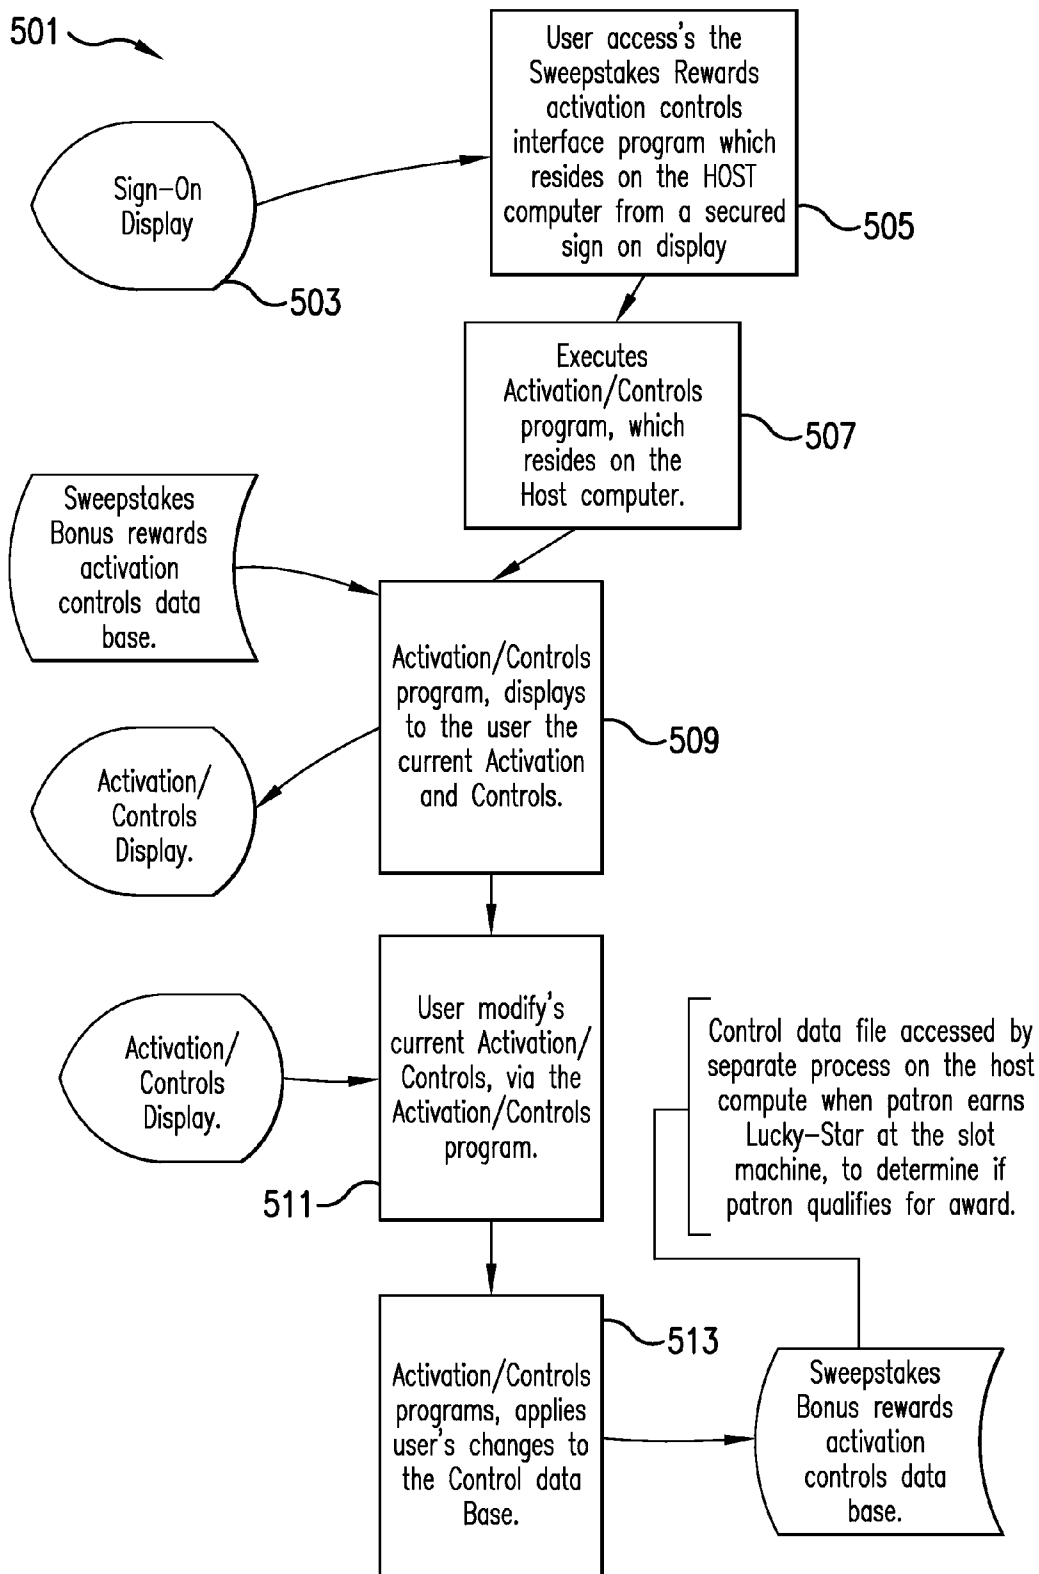 501
User access's the
Sweepstakes Rewards
activation controls
interface program which
resides on the HOST
computer from a secured
sign on display
505
Sign-On
Display
503
Executes
Activation/Controls
program, which
resides on the
Host computer.
507
Sweepstakes
Bonus rewards
activation
controls data
base.
Activation/Controls
program, displays
to the user the
current Activation
and Controls.
509
Activation/
Controls
Display.
User modify's
current Activation/
Controls, via the
Activation/Controls
program.
511
Activation/
Controls
Display.
Control data file accessed by
separate process on the host
compute when patron earns
Lucky-Star at the slot
machine, to determine if
patron qualifies for award.
513
Activation/Controls
programs, applies
user's changes to
the Control data
Base.
Sweepstakes
Bonus rewards
activation
controls data
base.